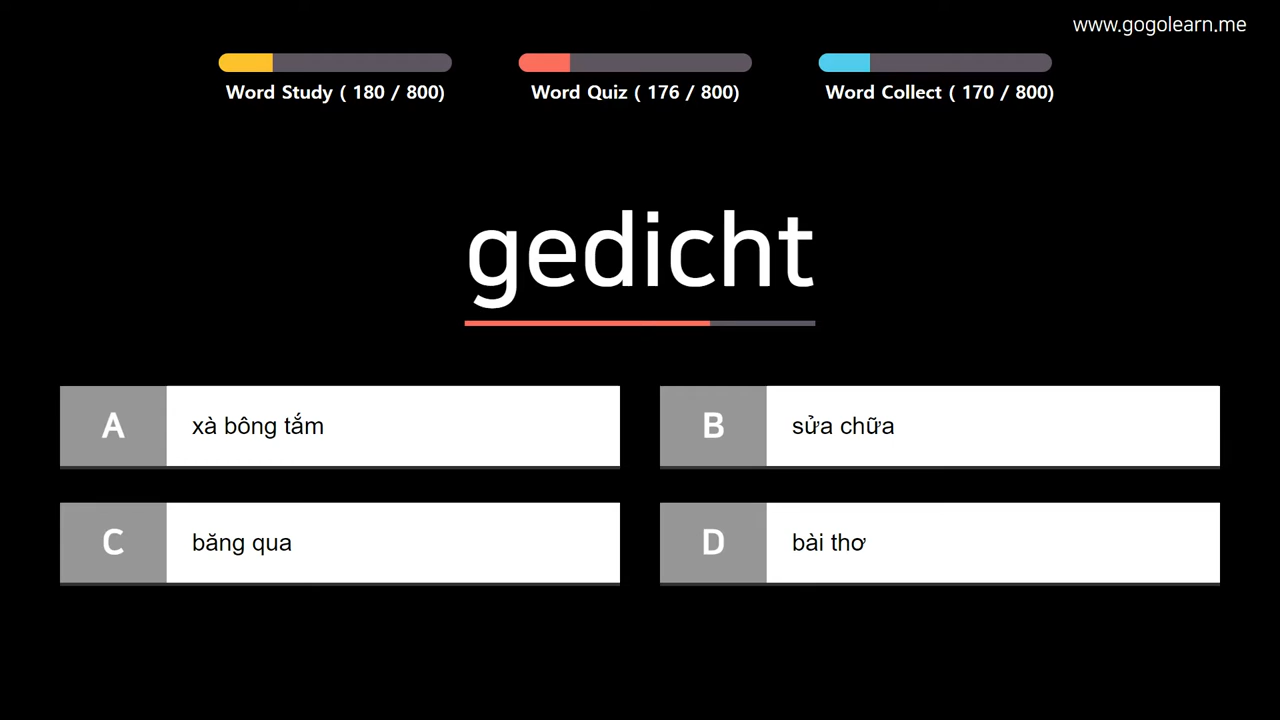 www.gogolearn.me
Word Study ( 180 / 800)
Word Quiz ( 176 / 800)
Word Collect ( 170 / 800)
gedicht
A
xà bông tắm
B
sửa chữa
C
băng qua
D
bài thơ